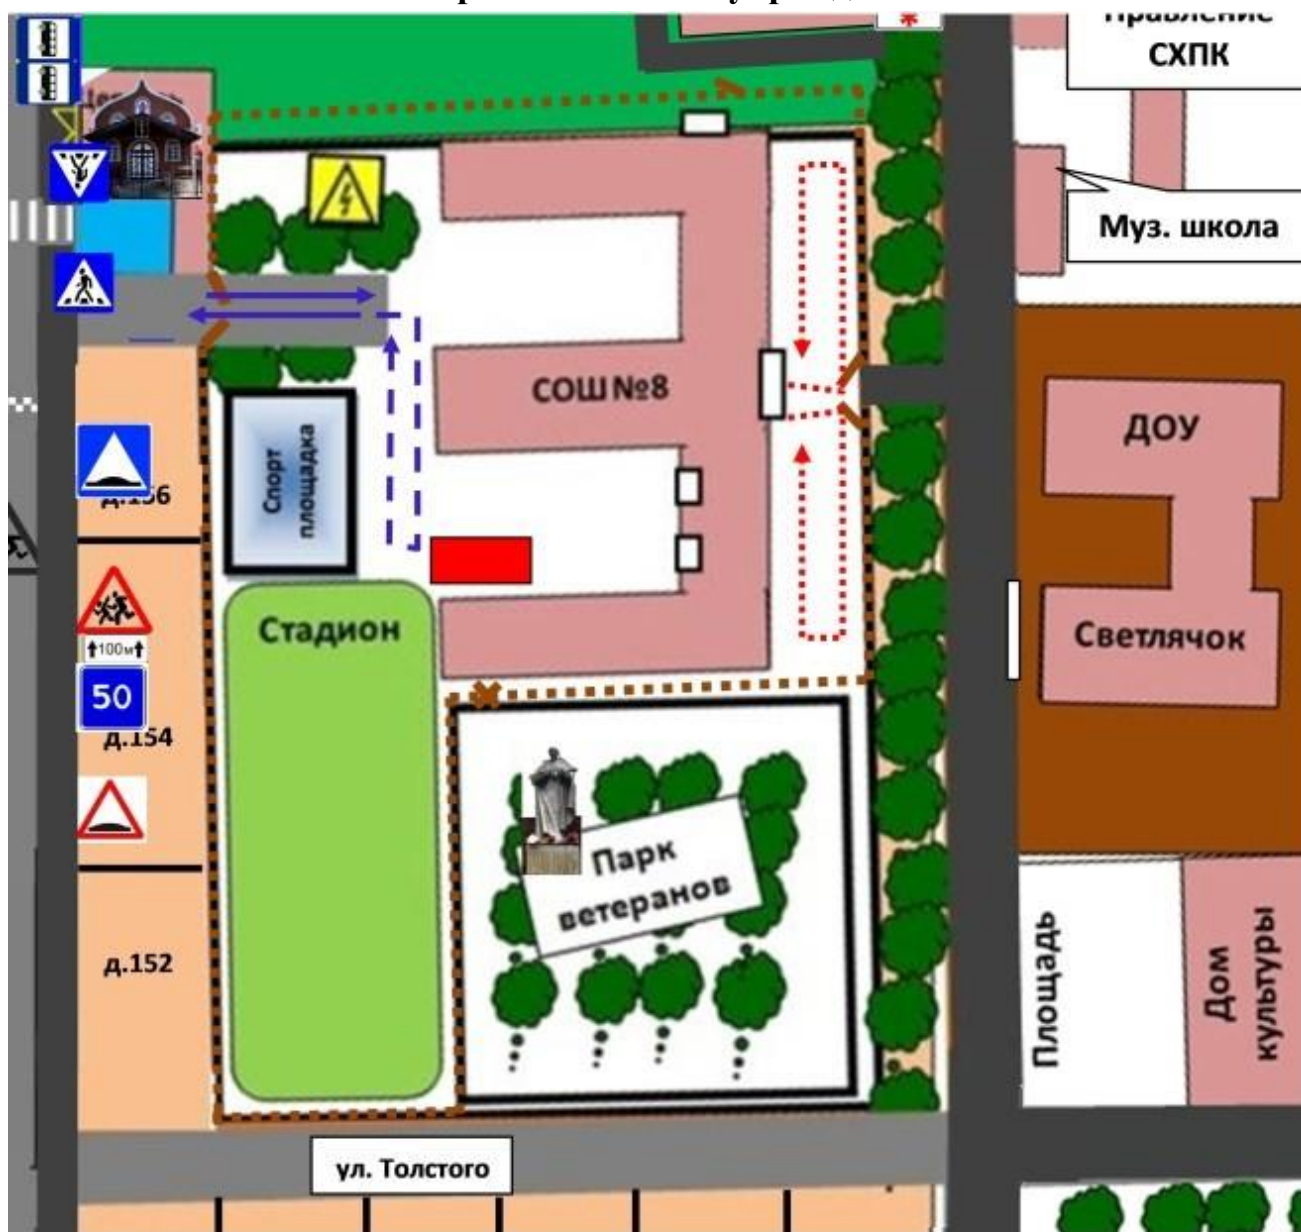 СХПК
Муз. школа
СОШ №8
ДОУ
Спорт
площадка
д.156
Стадион
Светлячок
100м
50
д.154
Парк
ветеранов
д.152
Площадь
Дом
культуры
ул. Толстого